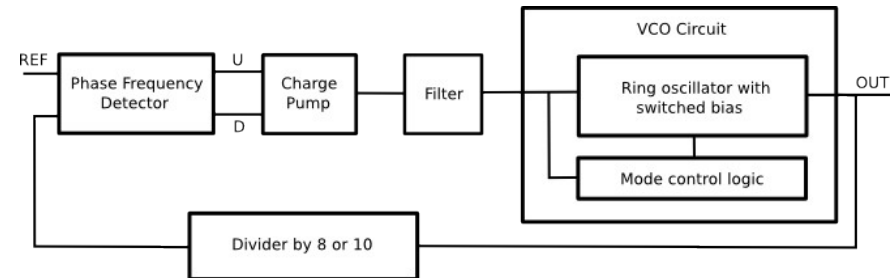 VCO Circuit
REF
U
OUT
Phase Frequency
Detector
Charge
Pump
Filter
Ring oscillator with
switched bias
D
Mode control logic
Divider by 8 or 10